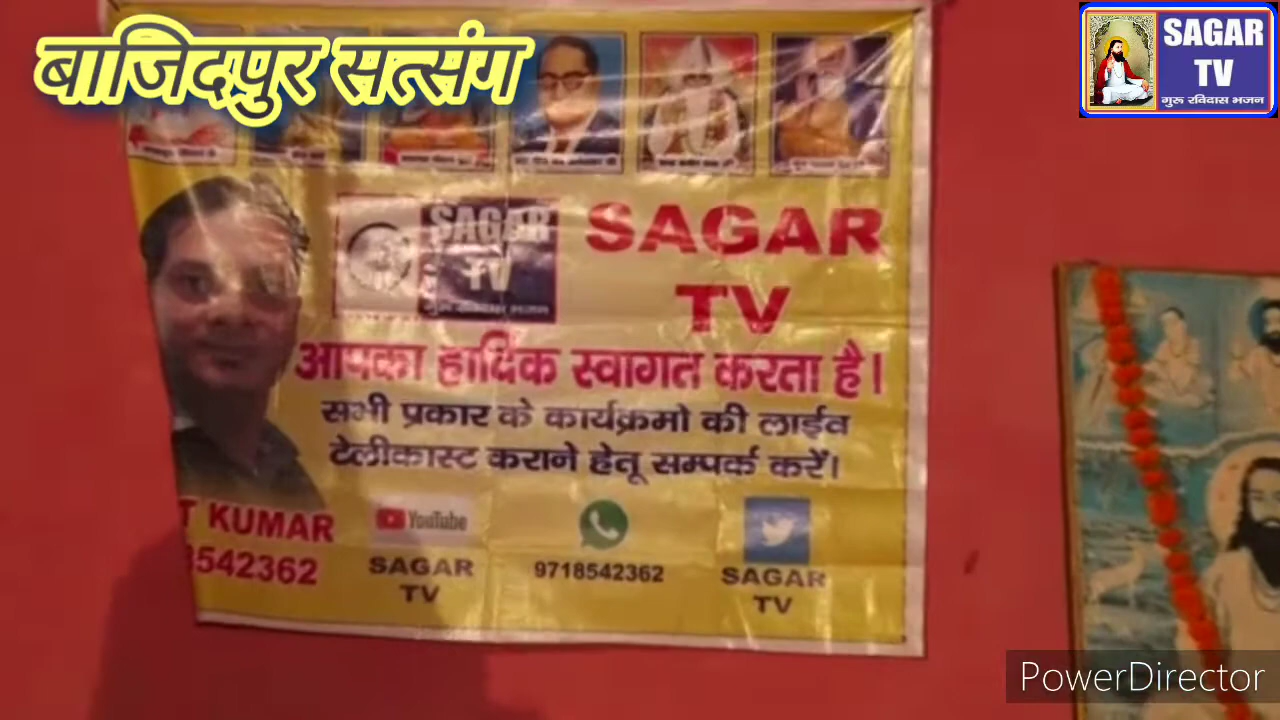 बाजिदपुर सत्संग
SAGAR
TV
गुरू रविदास भजन
SAGAR
TV
SAGAR
TV
आपका हार्दिक स्वागत करता है।
सभी प्रकार के कार्यक्रमो की लाईव
टेलीकास्ट कराने हेतू सम्पर्क करें।
T KUMAR
8542362
YouTube
SAGAR
TV
9718542362
SAGAR
TV
PowerDirector